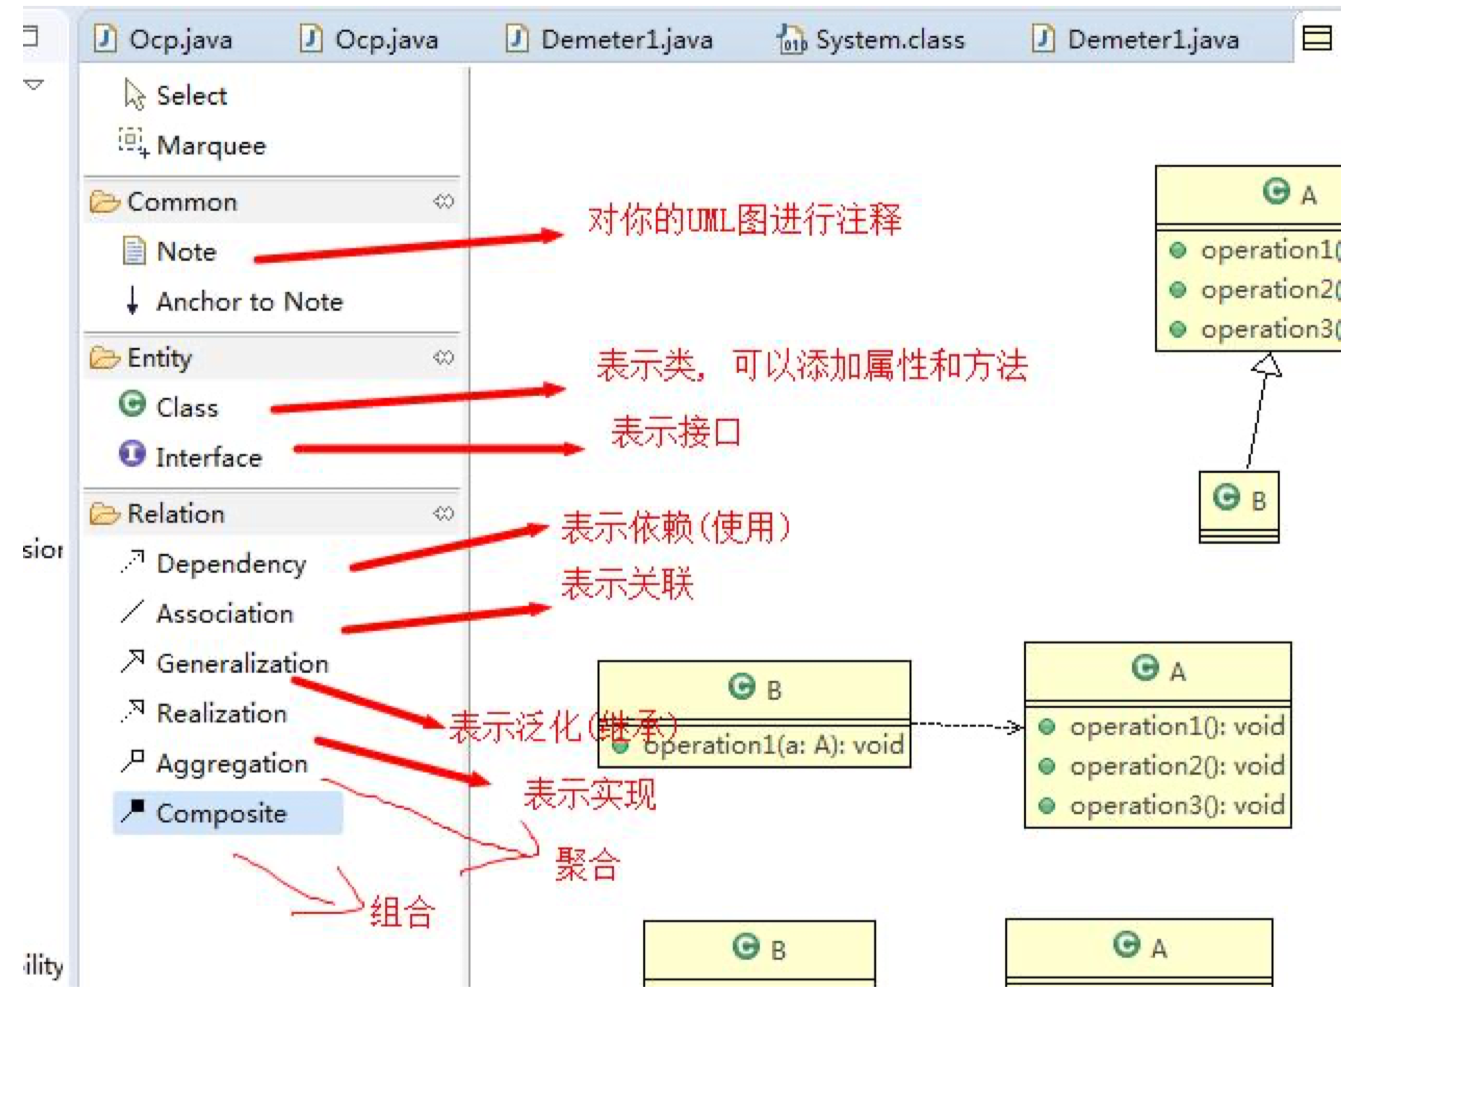 Ocp.java Ocp.java Demeter1.java System.class Demeter1.java
Select
Marquee
Common
Note
Anchor to Note
对你的UML图进行注释
Entity
Class
Interface
表示类，可以添加属性和方法
表示接口
Relation
Dependency
Association
Generalization
Realization
Aggregation
Composite
表示依赖(使用)
表示关联
表示泛化(继承)
表示实现
聚合
组合
A
operation1(
operation2(
operation3(
B
B
operation1(a: A): void
A
operation1(): void
operation2(): void
operation3(): void
B
A
sion
ility